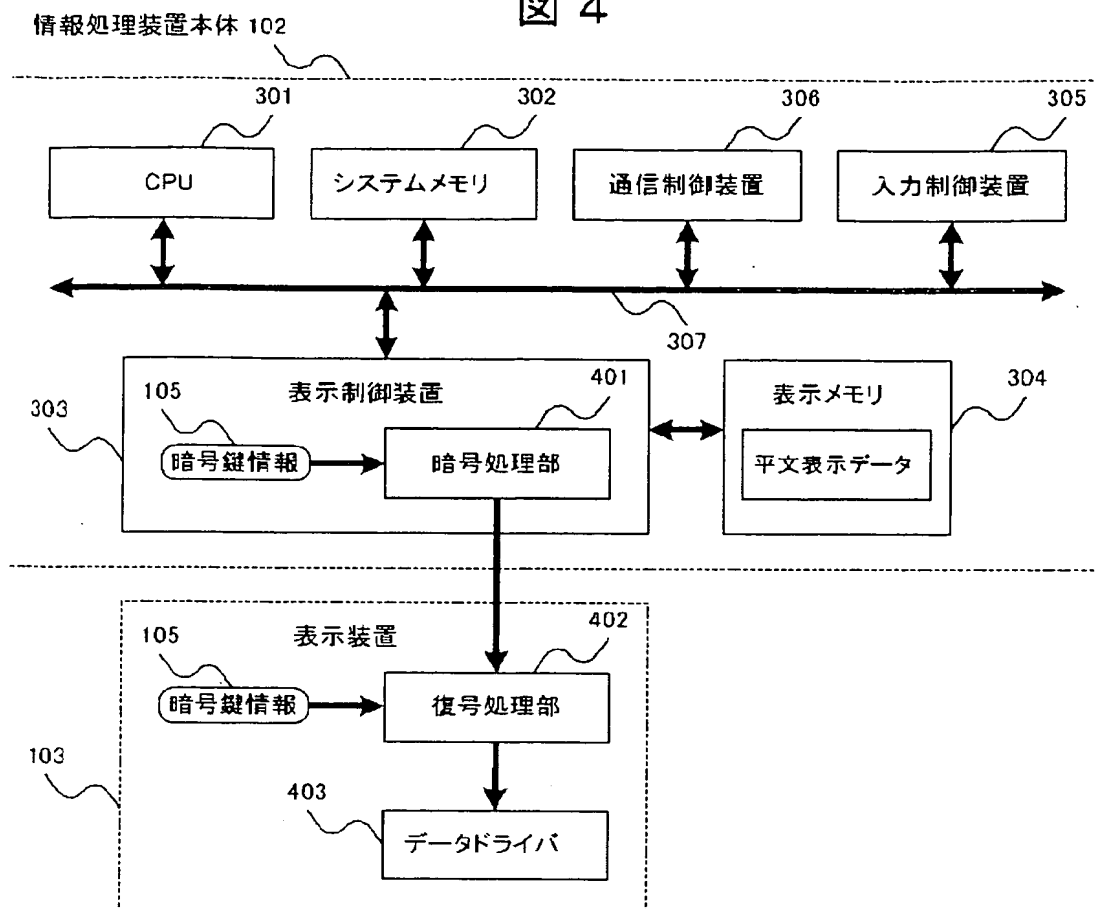 図 4
情報処理装置本体 102
301
302
306
305
CPU
システムメモリ
通信制御装置
入力制御装置
307
303
表示制御装置
105
401
暗号鍵情報
暗号処理部
304
表示メモリ
平文表示データ
103
表示装置
105
402
暗号鍵情報
復号処理部
403
データドライバ